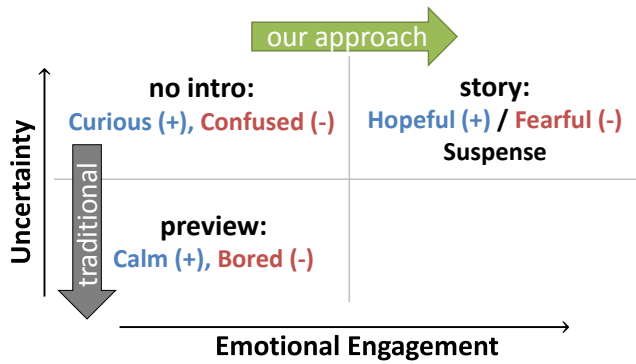 our approach
no intro:
Curious (+), Confused (-)
story:
Hopeful (+) / Fearful (-)
Suspense
Uncertainty
traditional
preview:
Calm (+), Bored (-)
Emotional Engagement